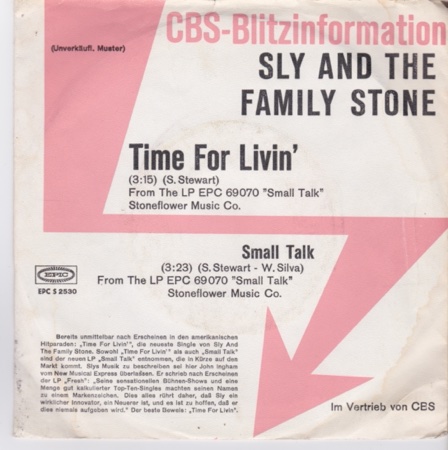 CBS-Blitzinformation
(Unverkäufl. Muster)
SLY AND THE
FAMILY STONE
Time For Livin'
(3:15) (S. Stewart)
From The LP EPC 69070 "Small Talk"
Stoneflower Music Co.
Small Talk
(3:23) (S. Stewart - W. Silva)
From The LP EPC 69070 "Small Talk"
Stoneflower Music Co.
EPIC
EPC S 2530
Bereits unmittelbar nach Erscheinen in den amerikanischen
Hitparaden: „Time For Livin'", die neueste Single von Sly And
The Family Stone. Sowohl „Time For Livin'" als auch „Small Talk"
sind der neuen LP „Small Talk" entnommen, die in Kürze auf den
Markt kommt. Slys Musik zu beschreiben sei hier John Ingham
vom New Musical Express überlassen. Er schrieb nach Erscheinen
der LP „Fresh": „Seine sensationellen Bühnen-Shows und eine
Menge gut kalkulierter Top-Ten-Singles machten seinen Namen
zu einem Markenzeichen. Dies alles rührt daher, daß Sly ein
wirklicher Innovator, ein Neuerer ist, und es ist zu hoffen, daß er
dies niemals aufgeben wird." Der beste Beweis: „Time For Livin".
Im Vertrieb von CBS